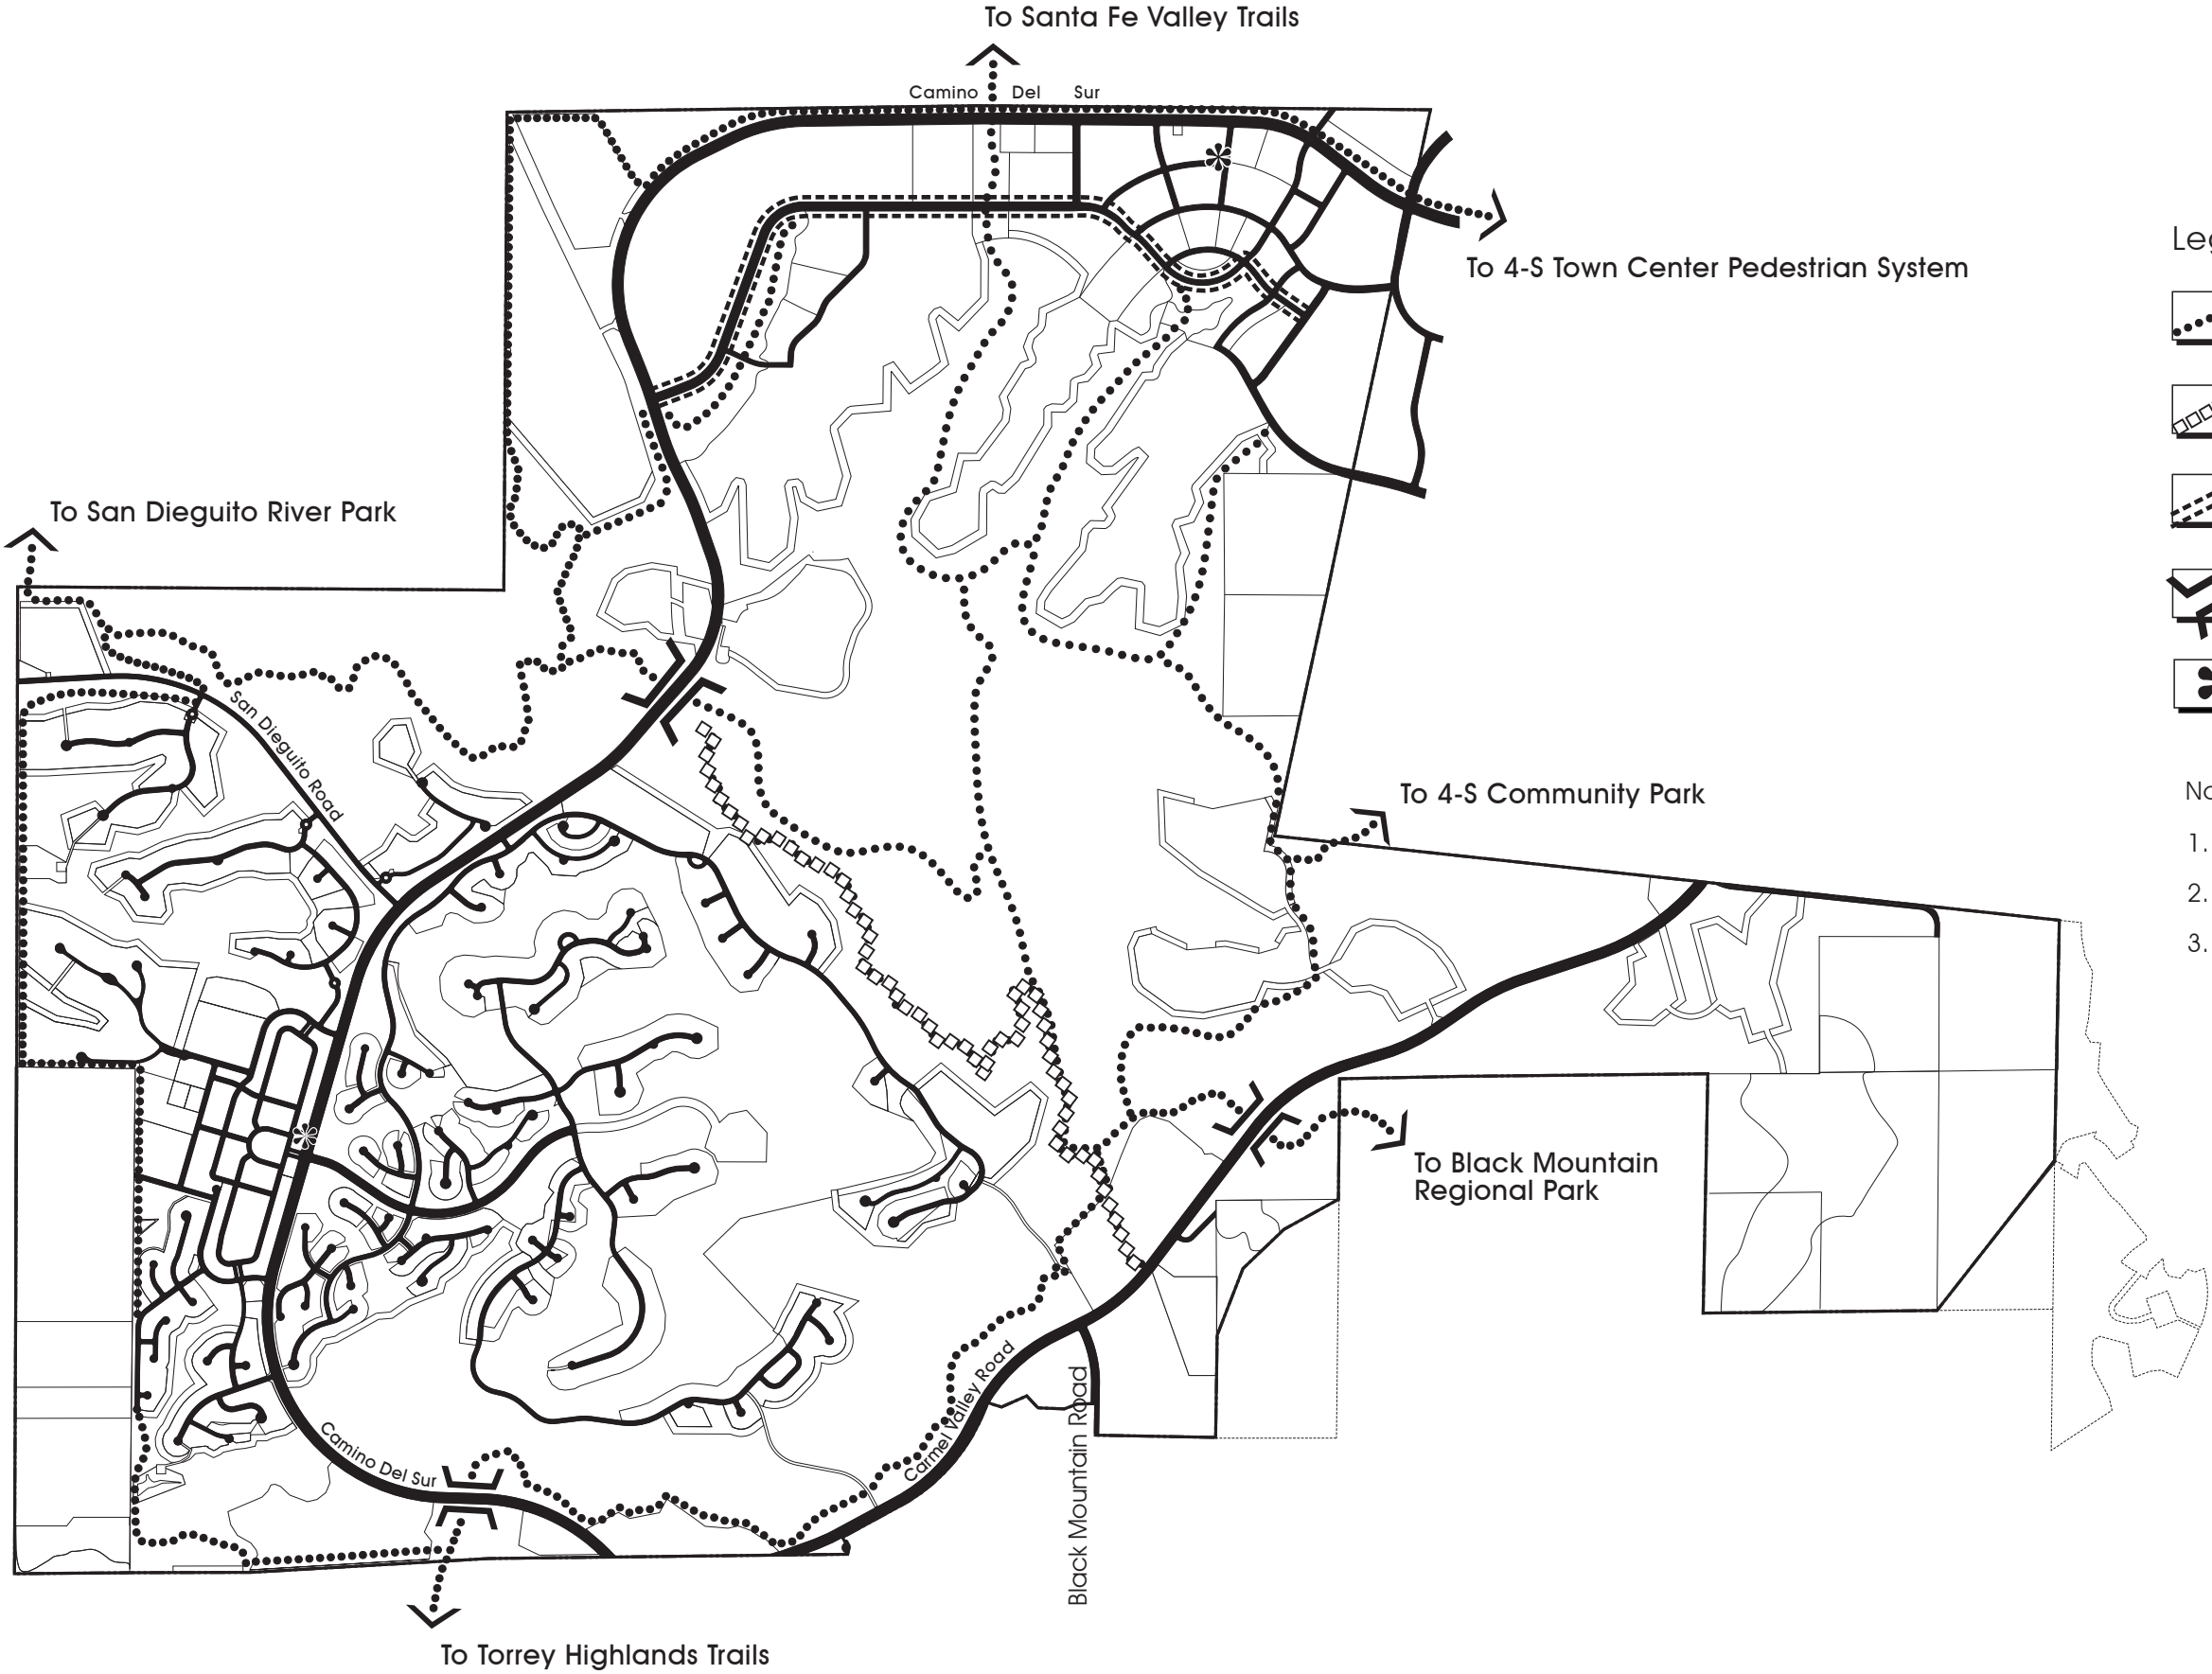 To Santa Fe Valley Trails
Camino Del Sur
To 4-S Town Center Pedestrian System
Leg
To San Dieguito River Park
San Dieguito Road
To 4-S Community Park
No
1.
2.
3.
To Black Mountain
Regional Park
Carmel Valley Road
Black Mountain Road
Camino Del Sur
To Torrey Highlands Trails